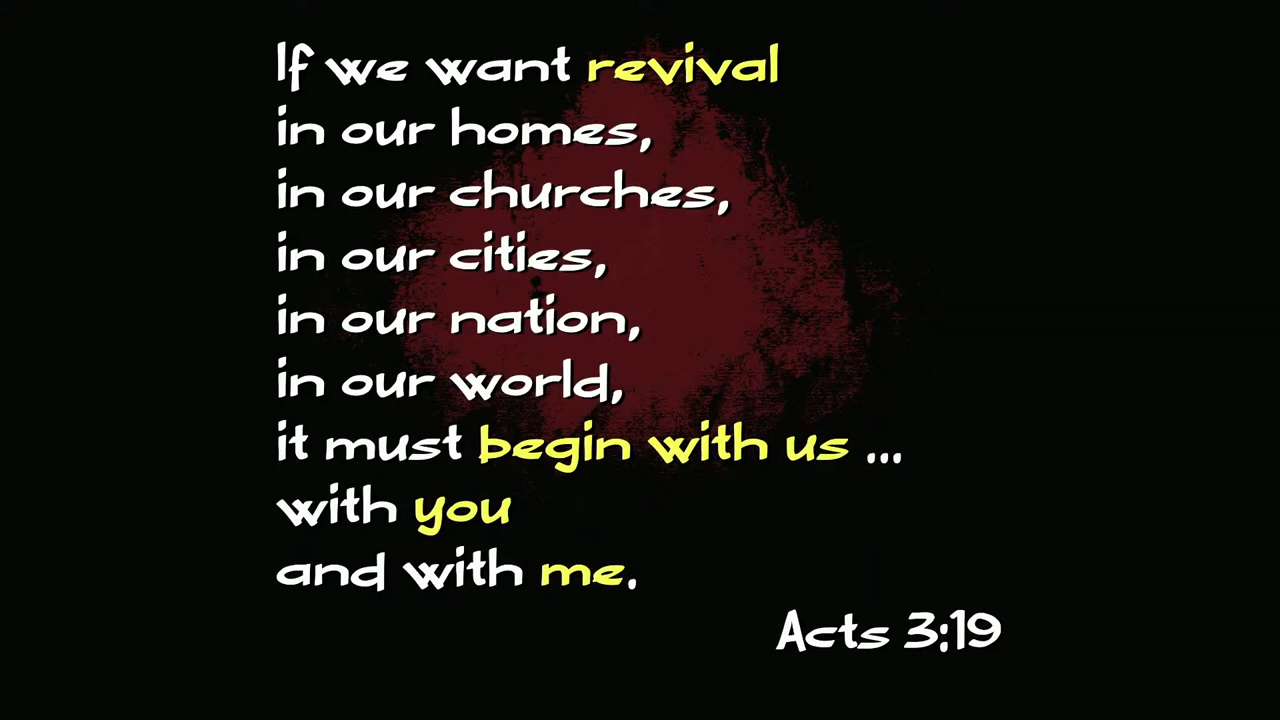 If we want revival
in our homes,
in our churches,
in our cities,
in our nation,
in our world,
it must begin with us ...
with you
and with me.
Acts 3:19